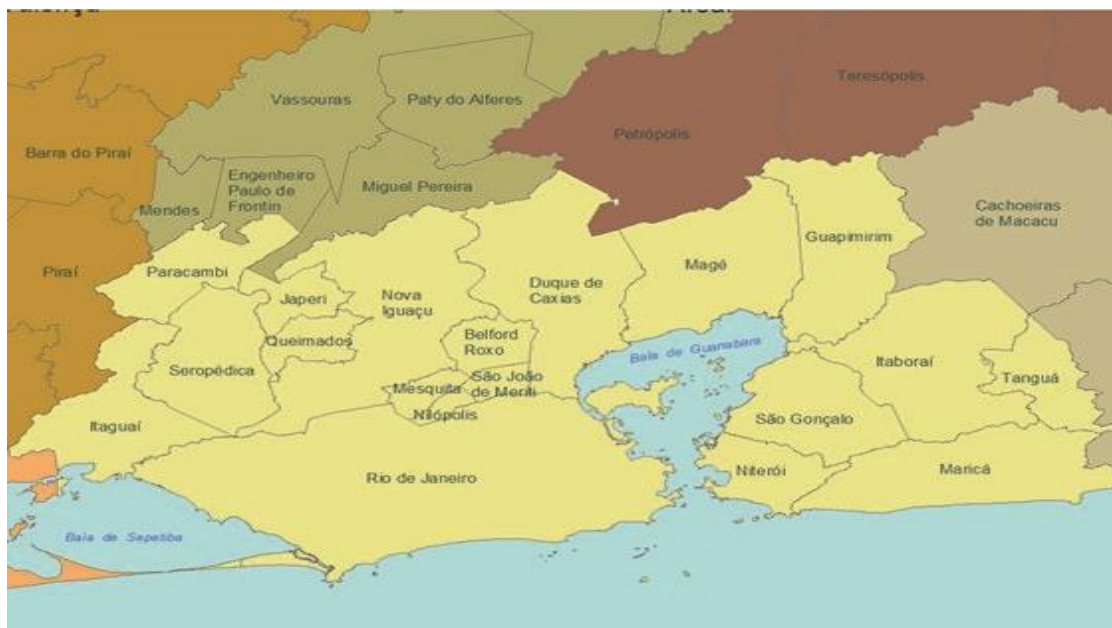 Teresópolis
Vassouras
Paty do Alferes
Petrópolis
Barra do Piraí
Engenheiro
Paulo de
Frontin
Miguel Pereira
Mendes
Cachoeiras
de Macacu
Guapimirim
Piraí
Paracambi
Magé
Japeri
Nova
Iguaçu
Duque de
Caxias
Queimados
Belford
Roxo
Baía de Guanabara
Itaboraí
Seropédica
Mesquita
São João
de Meriti
Tanguá
Nilópolis
Itaguaí
São Gonçalo
Rio de Janeiro
Niterói
Maricá
Baía de Sepetiba